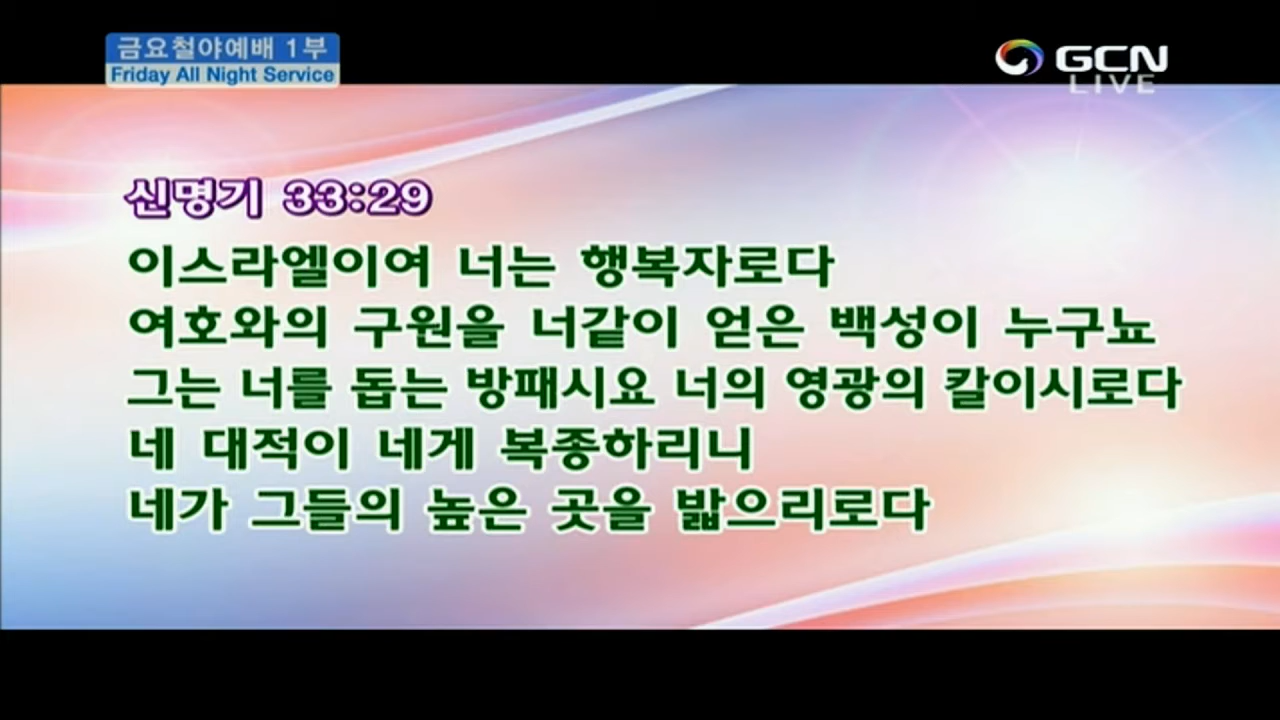 금요철야예배 1부
Friday All Night Service
GCN
LIVE
신명기 33:29
이스라엘이여 너는 행복자로다
여호와의 구원을 너같이 얻은 백성이 누구뇨
그는 너를 돕는 방패시요 너의 영광의 칼이시로다
네 대적이 네게 복종하리니
네가 그들의 높은 곳을 밟으리로다